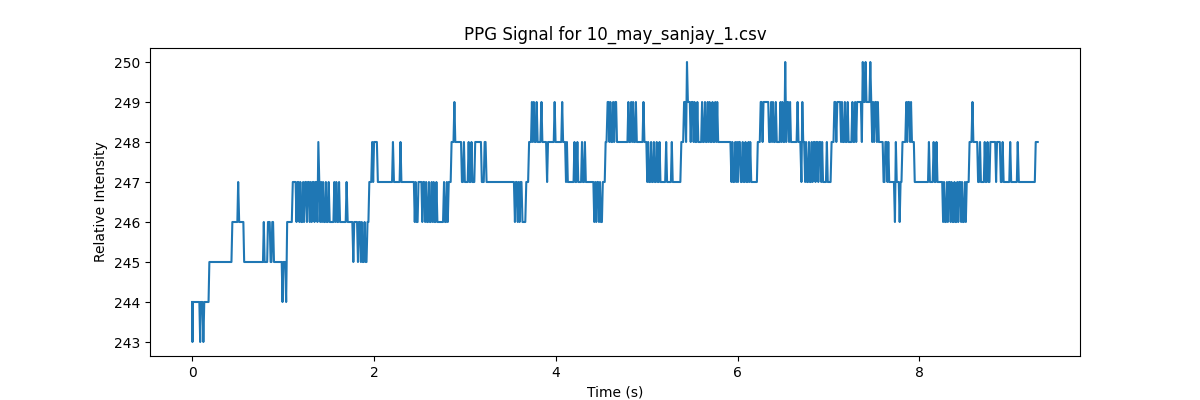 PPG Signal for 10_may_sanjay_1.csv
250
249
248
247
246
245
244
243
Relative Intensity
0 2 4 6 8
Time (s)